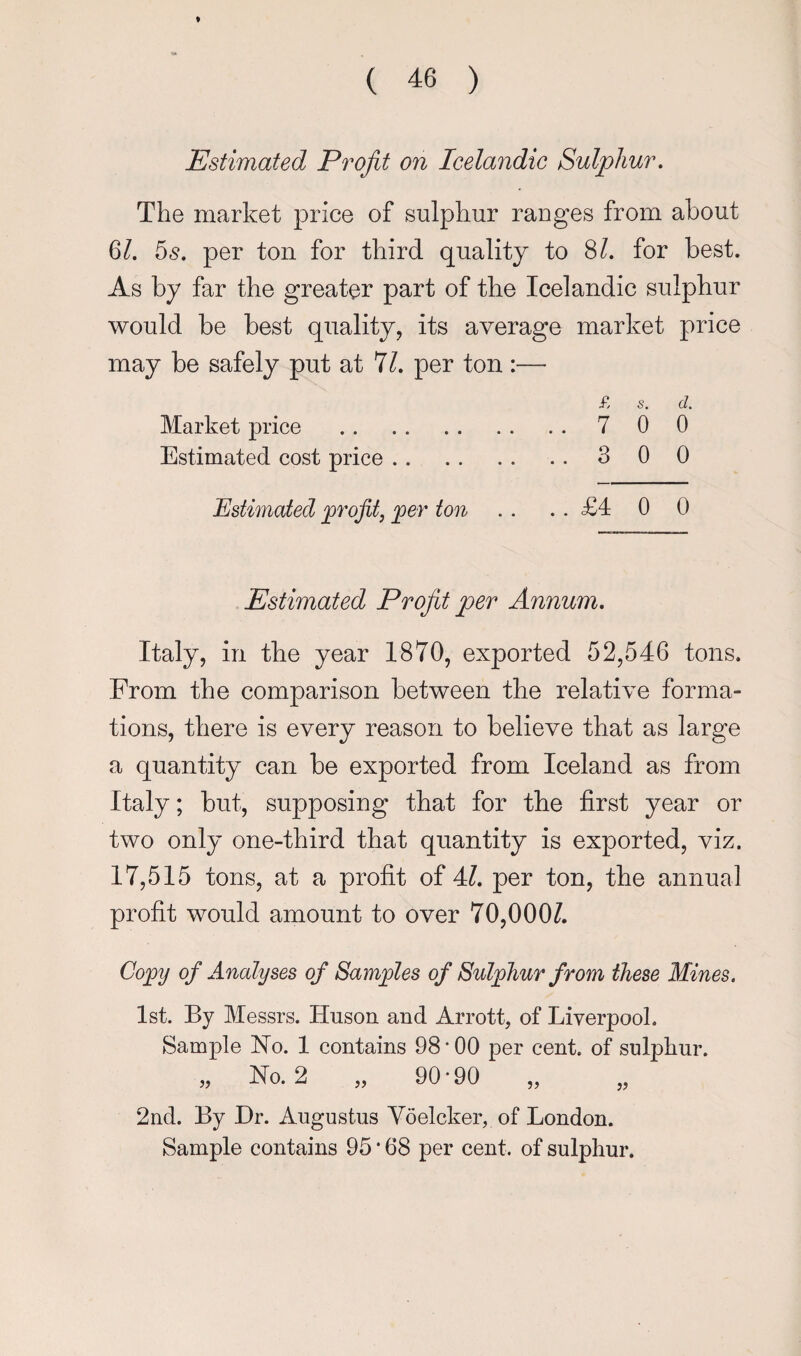 ( 46 )
Estimated Profit on Icelandic Sulphur.
The market price of sulphur ranges from about
6l. 5s. per ton for third quality to 8l. for best.
As by far the greater part of the Icelandic sulphur
would be best quality, its average market price
may be safely put at 7l. per ton :—
£ s. d.
Market price .. .. .. .. .. 7 0 0
Estimated cost price .. .. .. .. 3 0 0
Estimated profit, per ton .. .. £4 0 0
Estimated Profit per Annum.
Italy, in the year 1870, exported 52,546 tons.
From the comparison between the relative forma-
tions, there is every reason to believe that as large
a quantity can be exported from Iceland as from
Italy; but, supposing that for the first year or
two only one-third that quantity is exported, viz.
17,515 tons, at a profit of 4l. per ton, the annual
profit would amount to over 70,000l.
Copy of Analyses of Samples of Sulphur from these Mines.
1st. By Messrs. Huson and Arrott, of Liverpool.
Sample No. 1 contains 98·00 per cent. of sulphur.
„ No. 2 „ 90·90 „ „
2nd. By Dr. Augustus Vöelcker, of London.
Sample contains 95·68 per cent. of sulphur.